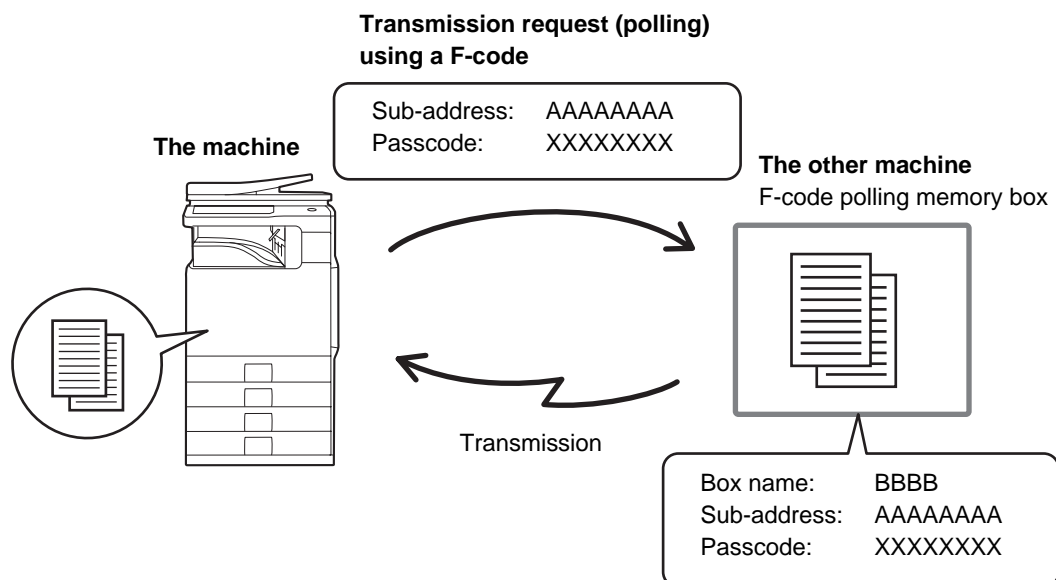 Transmission request (polling)
using a F-code
Sub-address: AAAAAAAA
Passcode: XXXXXXXX
The machine
The other machine
F-code polling memory box
Transmission
Box name: BBBB
Sub-address: AAAAAAAA
Passcode: XXXXXXXX